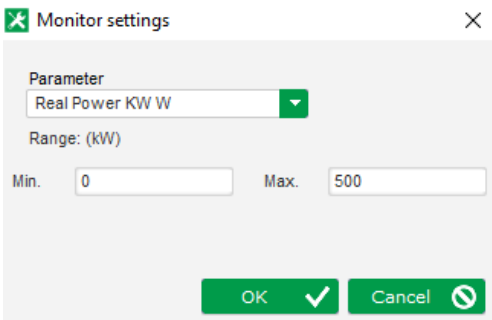 Monitor settings
Parameter
Real Power KW W
Range: (kW)
Min. 0 Max. 500
OK Cancel